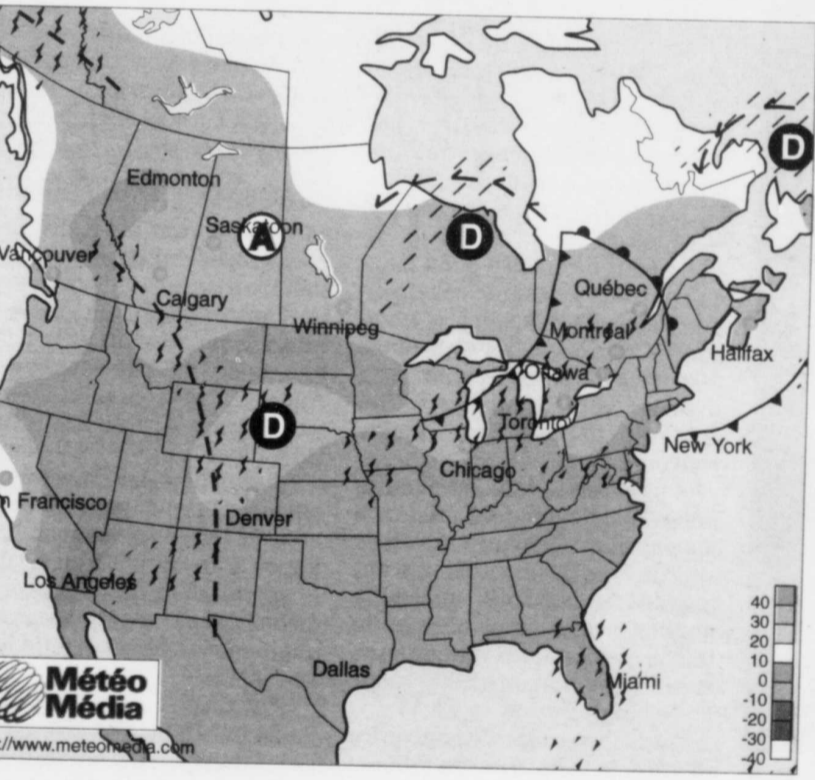 Edmonton
Saskatoon
A
D
D
Vancouver
Calgary
Québec
Winnipeg
Montréal
Halifax
Ottawa
D
Toronto
New York
Chicago
n Francisco
Denver
Los Angeles
40
30
20
10
0
-10
-20
-30
-40
Dallas
Miami
Météo
Média
://www.meteomedia.com